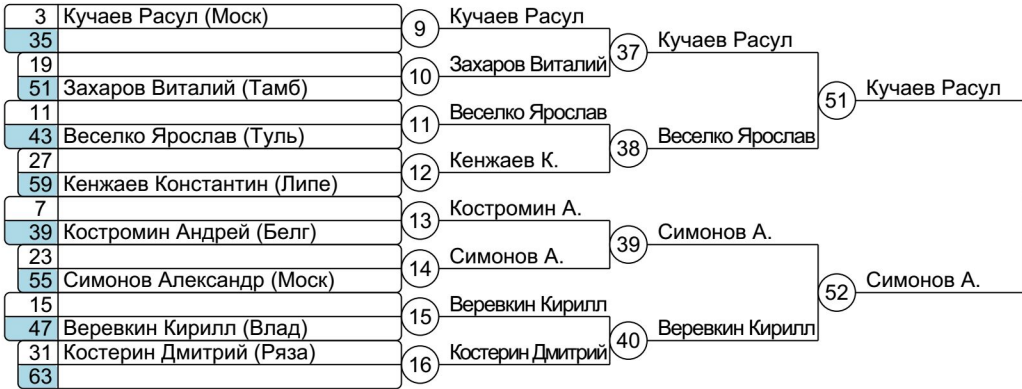 3 Кучаев Расул (Моск)
35
19
51 Захаров Виталий (Тамб)
11
43 Веселко Ярослав (Туль)
27
59 Кенжаев Константин (Липе)
7
39 Костромин Андрей (Белг)
23
55 Симонов Александр (Моск)
15
47 Веревкин Кирилл (Влад)
31 Костерин Дмитрий (Ряза)
63
9 Кучаев Расул
10 Захаров Виталий
11 Веселко Ярослав
12 Кенжаев К.
13 Костромин А.
14 Симонов А.
15 Веревкин Кирилл
16 Костерин Дмитрий
37 Кучаев Расул
38 Веселко Ярослав
39 Симонов А.
40 Веревкин Кирилл
51 Кучаев Расул
52 Симонов А.